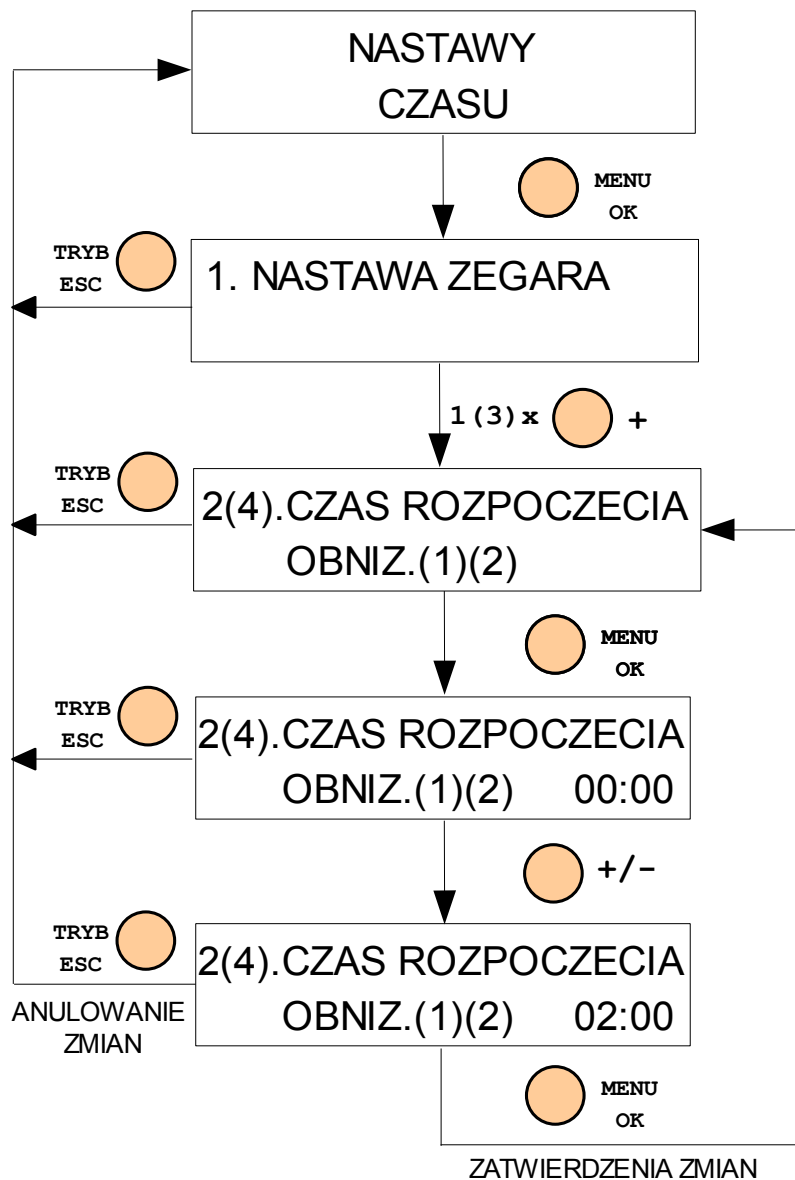 NASTAWY
CZASU
MENU
OK
TRYB
ESC
1. NASTAWA ZEGARA
1(3)x +
TRYB
ESC
2(4).CZAS ROZPOCZECIA
OBNIZ.(1)(2)
MENU
OK
TRYB
ESC
2(4).CZAS ROZPOCZECIA
OBNIZ.(1)(2) 00:00
+/-
TRYB
ESC
2(4).CZAS ROZPOCZECIA
OBNIZ.(1)(2) 02:00
ANULOWANIE
ZMIAN
MENU
OK
ZATWIERDZENIA ZMIAN